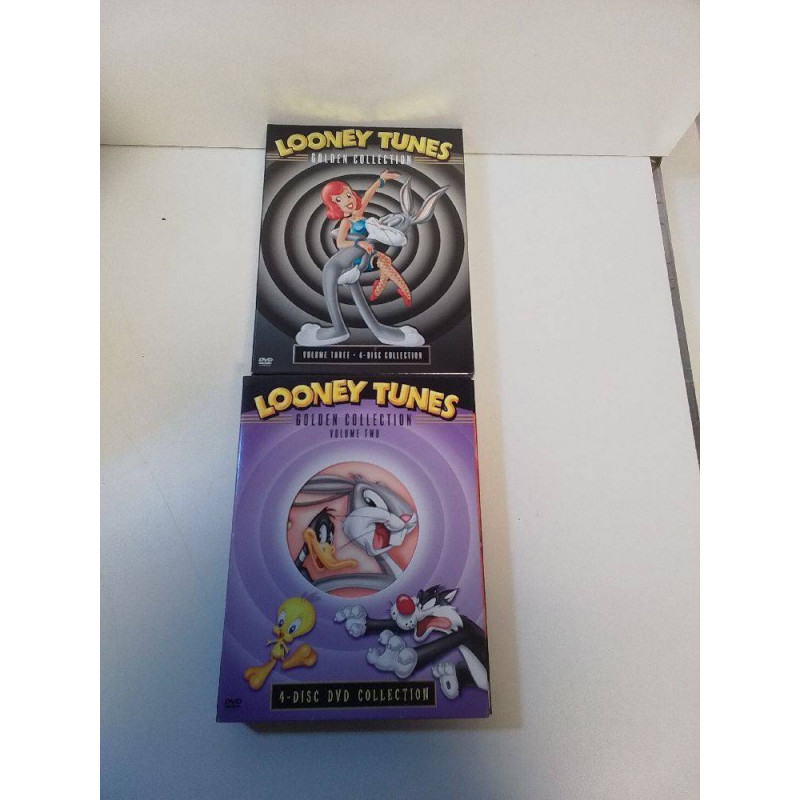 LOONEY TUNES
GOLDEN COLLECTION
VOLUME THREE • 4-DISC COLLECTION
DVD
LOONEY TUNES
GOLDEN COLLECTION
VOLUME TWO
4-DISC DVD COLLECTION
DVD